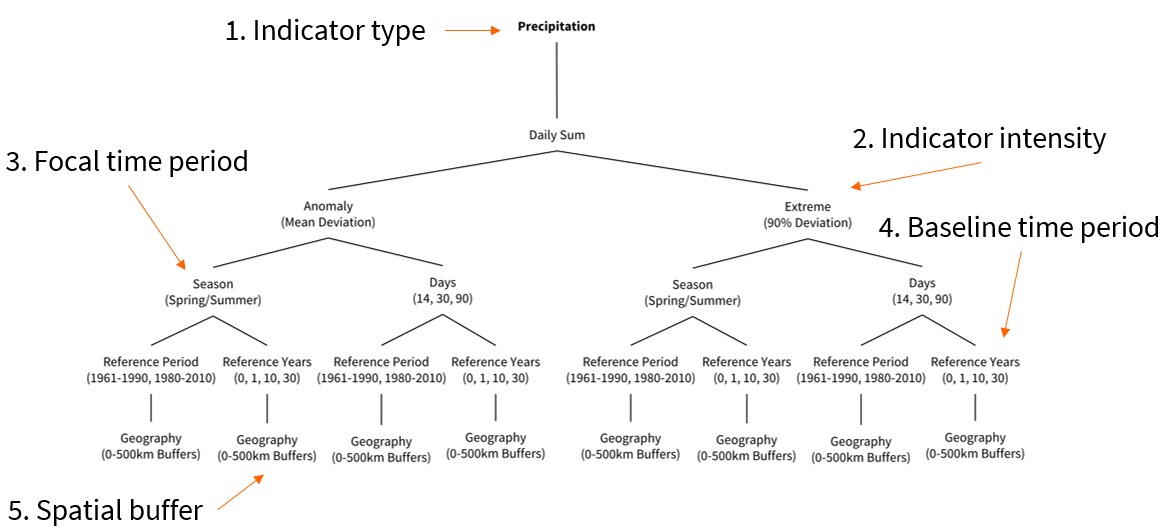 1. Indicator type
Precipitation
Daily Sum
2. Indicator intensity
3. Focal time period
Anomaly
(Mean Deviation)
Extreme
(90% Deviation)
4. Baseline time period
Season
(Spring/Summer)
Days
(14, 30, 90)
Season
(Spring/Summer)
Days
(14, 30, 90)
Reference Period
(1961-1990, 1980-2010)
Reference Years
(0, 1, 10, 30)
Reference Period
(1961-1990, 1980-2010)
Reference Years
(0, 1, 10, 30)
Reference Period
(1961-1990, 1980-2010)
Reference Years
(0, 1, 10, 30)
Reference Period
(1961-1990, 1980-2010)
Reference Years
(0, 1, 10, 30)
Geography
(0-500km Buffers)
Geography
(0-500km Buffers)
Geography
(0-500km Buffers)
Geography
(0-500km Buffers)
Geography
(0-500km Buffers)
Geography
(0-500km Buffers)
Geography
(0-500km Buffers)
Geography
(0-500km Buffers)
5. Spatial buffer